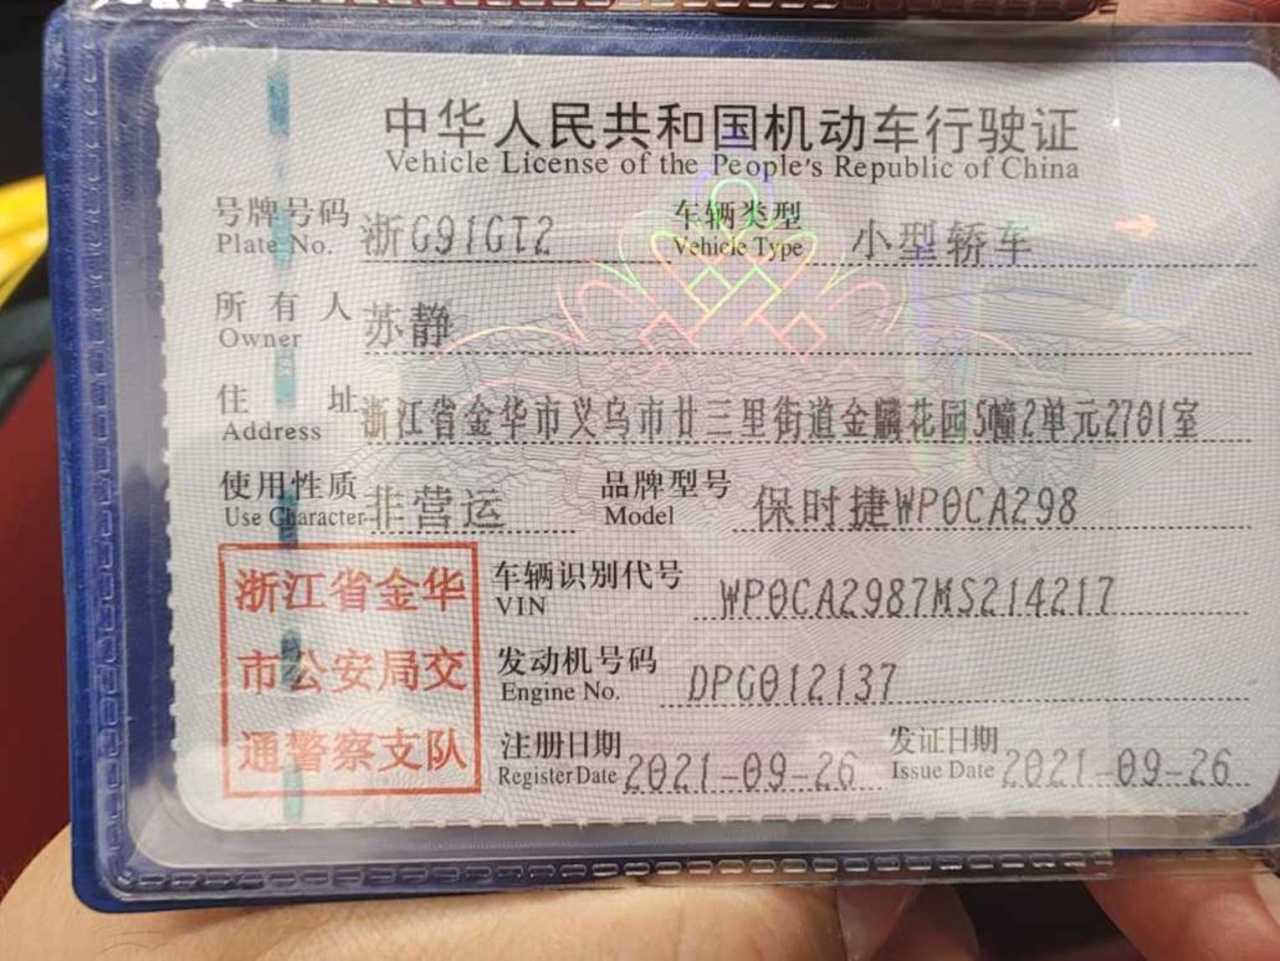 中华人民共和国机动车行驶证
Vehicle License of the People's Republic of China
号牌号码 浙G91GT2 车辆类型 小型轿车
Plate No. Vehicle Type
所有人 苏静
Owner
住址 浙江省金华市义乌市廿三里街道金麟花园5幢2单元2701室
Address
使用性质 非营运 品牌型号 保时捷WP0CA298
Use Character Model
浙江省金华
市公安局交
通警察支队
车辆识别代号 WP0CA2987MS214217
VIN
发动机号码 DPG012137
Engine No.
注册日期 2021-09-26 发证日期 2021-09-26
Register Date Issue Date